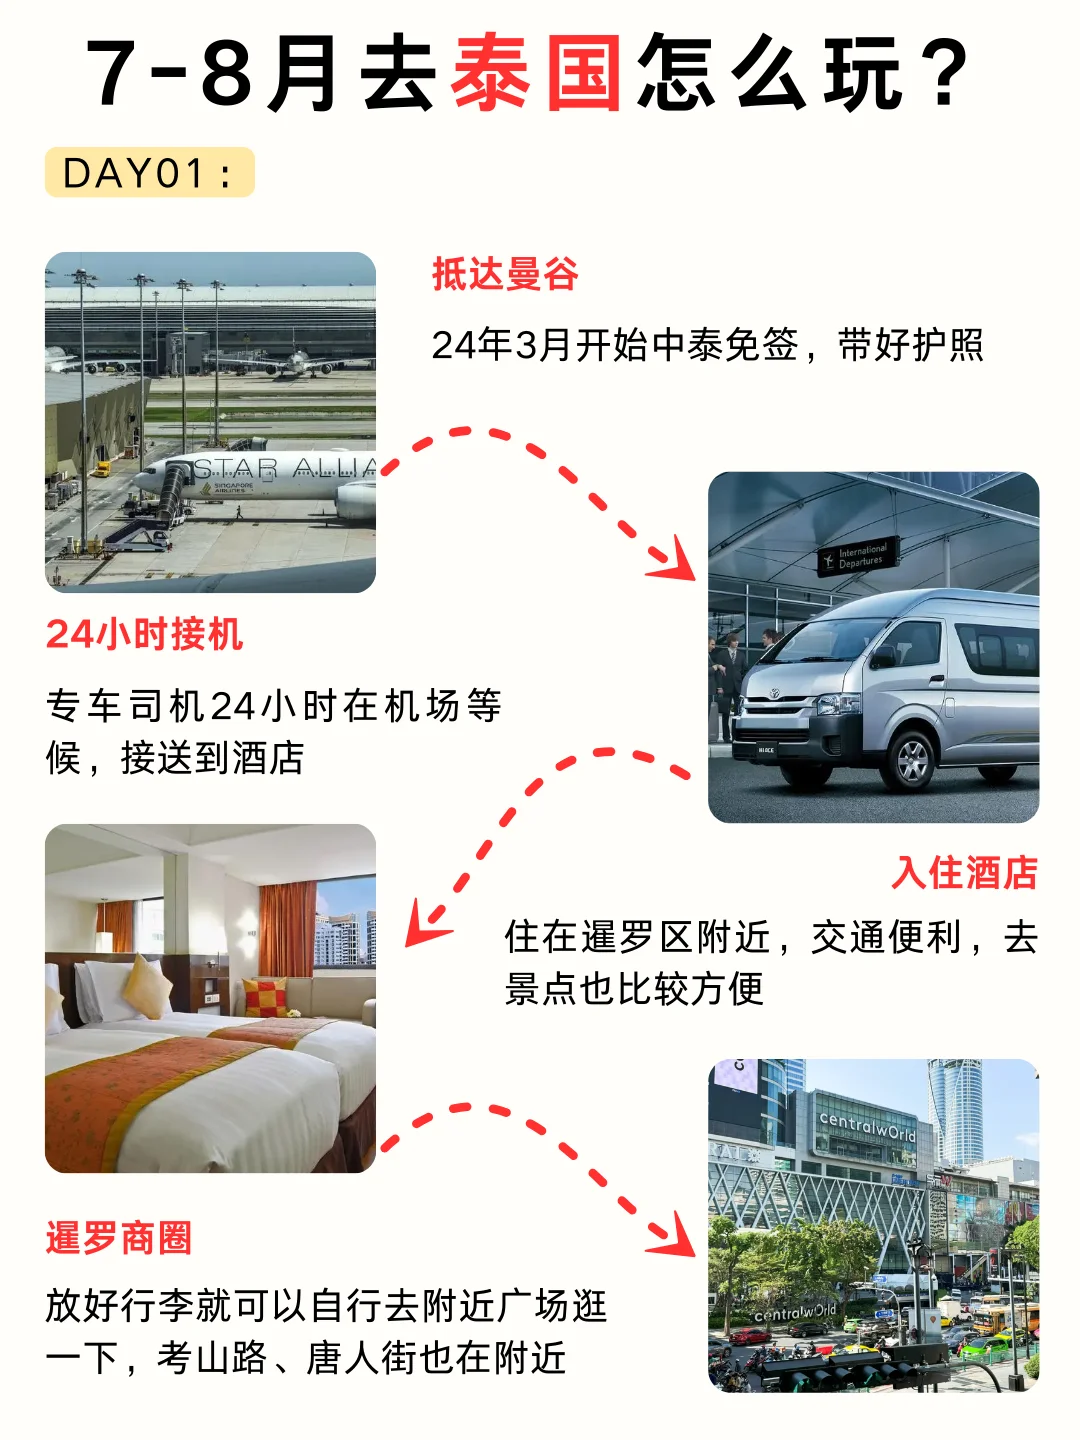 7-8月去泰国怎么玩?
DAY01:
抵达曼谷
24年3月开始中泰免签，带好护照
STAR ALLIA
SINGAPORE
AIRLINES
International
Departures
HIACE
24小时接机
专车司机24小时在机场等
候，接送到酒店
入住酒店
住在暹罗区附近，交通便利，去
景点也比较方便
centralwOrld
centralwOrld
暹罗商圈
放好行李就可以自行去附近广场逛
一下，考山路、唐人街也在附近